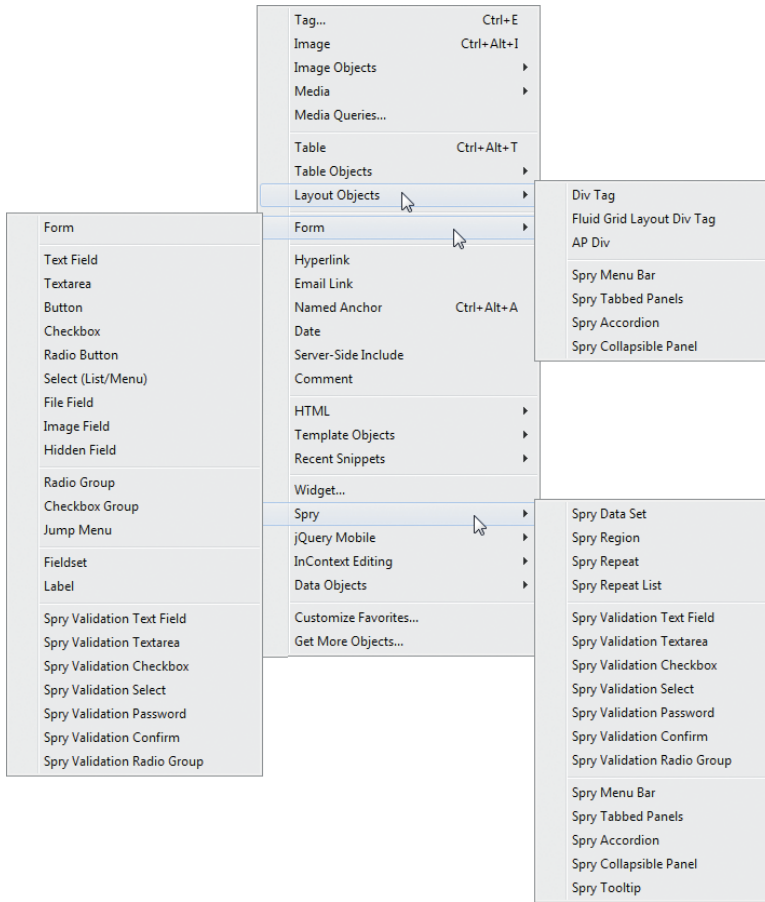 Tag... Ctrl+E
Image Ctrl+Alt+I
Image Objects
Media
Media Queries...
Table Ctrl+Alt+T
Table Objects
Layout Objects
Form
Hyperlink
Email Link
Named Anchor Ctrl+Alt+A
Date
Server-Side Include
Comment
HTML
Template Objects
Recent Snippets
Widget...
Spry
jQuery Mobile
InContext Editing
Data Objects
Customize Favorites...
Get More Objects...
Div Tag
Fluid Grid Layout Div Tag
AP Div
Spry Menu Bar
Spry Tabbed Panels
Spry Accordion
Spry Collapsible Panel
Form
Text Field
Textarea
Button
Checkbox
Radio Button
Select (List/Menu)
File Field
Image Field
Hidden Field
Radio Group
Checkbox Group
Jump Menu
Fieldset
Label
Spry Validation Text Field
Spry Validation Textarea
Spry Validation Checkbox
Spry Validation Select
Spry Validation Password
Spry Validation Confirm
Spry Validation Radio Group
Spry Data Set
Spry Region
Spry Repeat
Spry Repeat List
Spry Validation Text Field
Spry Validation Textarea
Spry Validation Checkbox
Spry Validation Select
Spry Validation Password
Spry Validation Confirm
Spry Validation Radio Group
Spry Menu Bar
Spry Tabbed Panels
Spry Accordion
Spry Collapsible Panel
Spry Tooltip